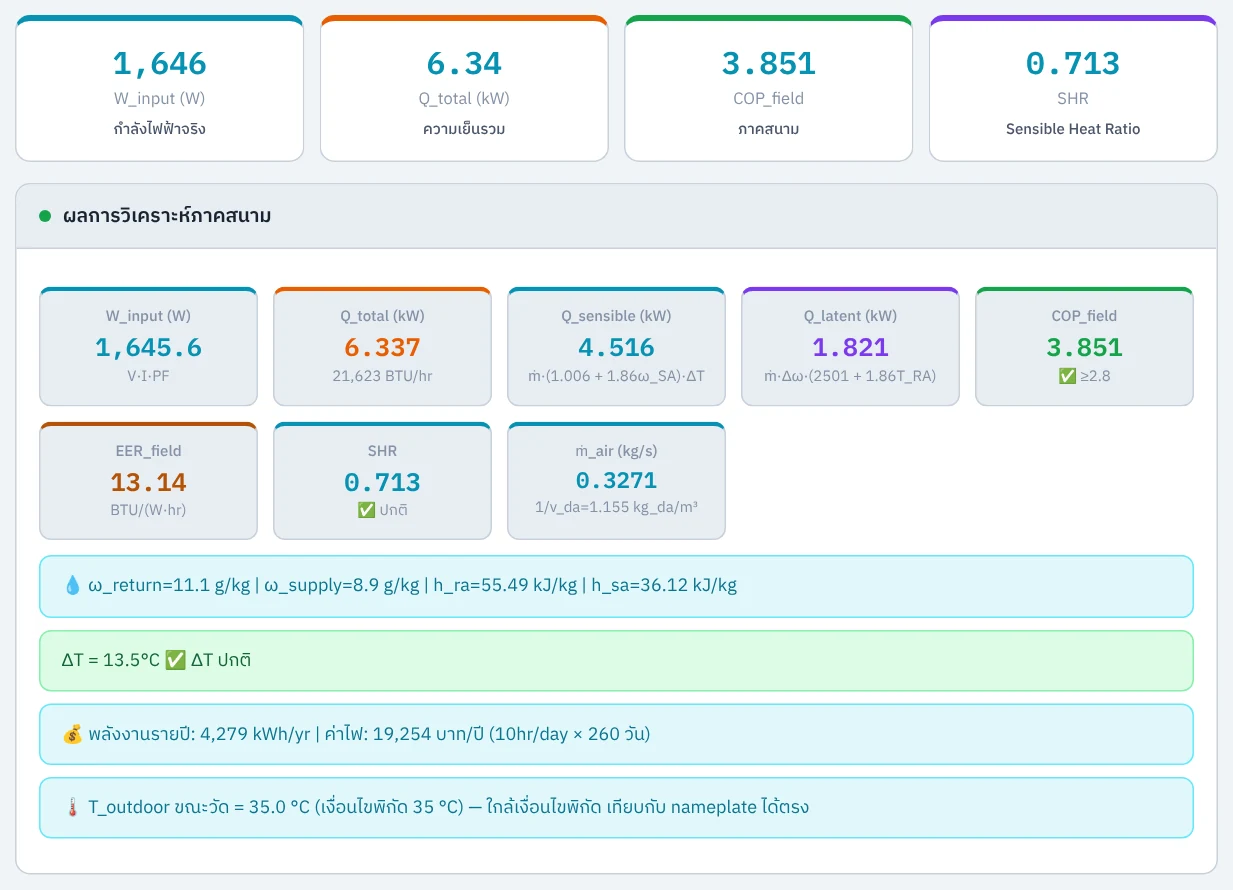 1,646
W_input (W)
กำลังไฟฟ้าจริง
6.34
Q_total (kW)
ความเย็นรวม
3.851
COP_field
ภาคสนาม
0.713
SHR
Sensible Heat Ratio
ผลการวิเคราะห์ภาคสนาม
W_input (W)
1,645.6
V·I·PF
Q_total (kW)
6.337
21,623 BTU/hr
Q_sensible (kW)
4.516
ṁ·(1.006 + 1.86ω_SA)·ΔT
Q_latent (kW)
1.821
ṁ·Δω·(2501 + 1.86T_RA)
COP_field
3.851
✅ ≥2.8
EER_field
13.14
BTU/(W·hr)
SHR
0.713
✅ ปกติ
ṁ_air (kg/s)
0.3271
1/v_da=1.155 kg_da/m³
💧 ω_return=11.1 g/kg | ω_supply=8.9 g/kg | h_ra=55.49 kJ/kg | h_sa=36.12 kJ/kg
ΔT = 13.5°C ✅ ΔT ปกติ
💰 พลังงานรายปี: 4,279 kWh/yr | ค่าไฟ: 19,254 บาท/ปี (10hr/day × 260 วัน)
🌡️ T_outdoor ขณะวัด = 35.0 °C (เงื่อนไขพิกัด 35 °C) — ใกล้เงื่อนไขพิกัด เทียบกับ nameplate ได้ตรง